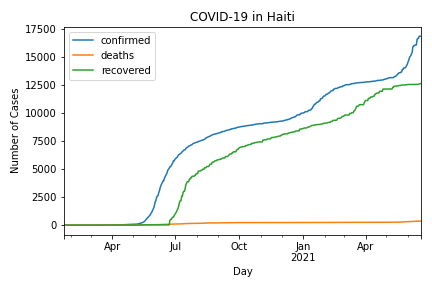 COVID-19 in Haiti
confirmed
deaths
recovered
17500
15000
12500
10000
7500
5000
2500
0
Number of Cases
Apr
Jul
Oct
Jan
2021
Apr
Day